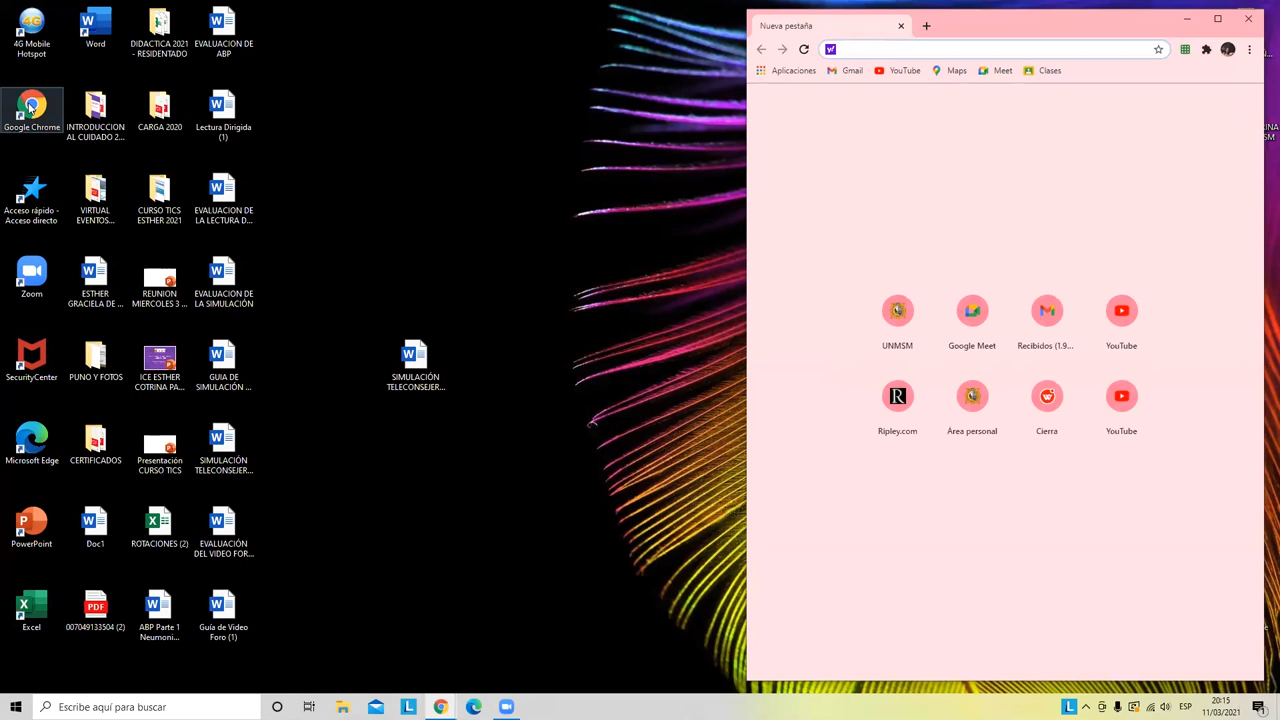 4G Mobile
Hotspot
Word
DIDACTICA 2021
- RESIDENTADO
EVALUACION DE
ABP
Google Chrome
INTRODUCCION
AL CUIDADO 2...
CARGA 2020
Lectura Dirigida
(1)
Acceso rápido -
Acceso directo
VIRTUAL
EVENTOS...
CURSO TICS
ESTHER 2021
EVALUACION DE
LA LECTURA D...
Zoom
ESTHER
GRACIELA DE ...
REUNION
MIERCOLES 3 ...
EVALUACION DE
LA SIMULACIÓN
SecurityCenter
PUNO Y FOTOS
ICE ESTHER
COTRINA PA...
GUIA DE
SIMULACIÓN ...
SIMULACIÓN
TELECONSEJER...
Microsoft Edge
CERTIFICADOS
Presentación
CURSO TICS
SIMULACIÓN
TELECONSEJER...
PowerPoint
Doc1
ROTACIONES (2)
EVALUACIÓN
DEL VIDEO FOR...
Excel
PDF
007049133504 (2)
ABP Parte 1
Neumoni...
Guía de Video
Foro (1)
Nueva pestaña
Aplicaciones
Gmail
YouTube
Maps
Meet
Clases
UNMSM
Google Meet
Recibidos (1.9...
YouTube
Ripley.com
Área personal
Cierra
YouTube
Escribe aquí para buscar
ESP
20:15
11/03/2021